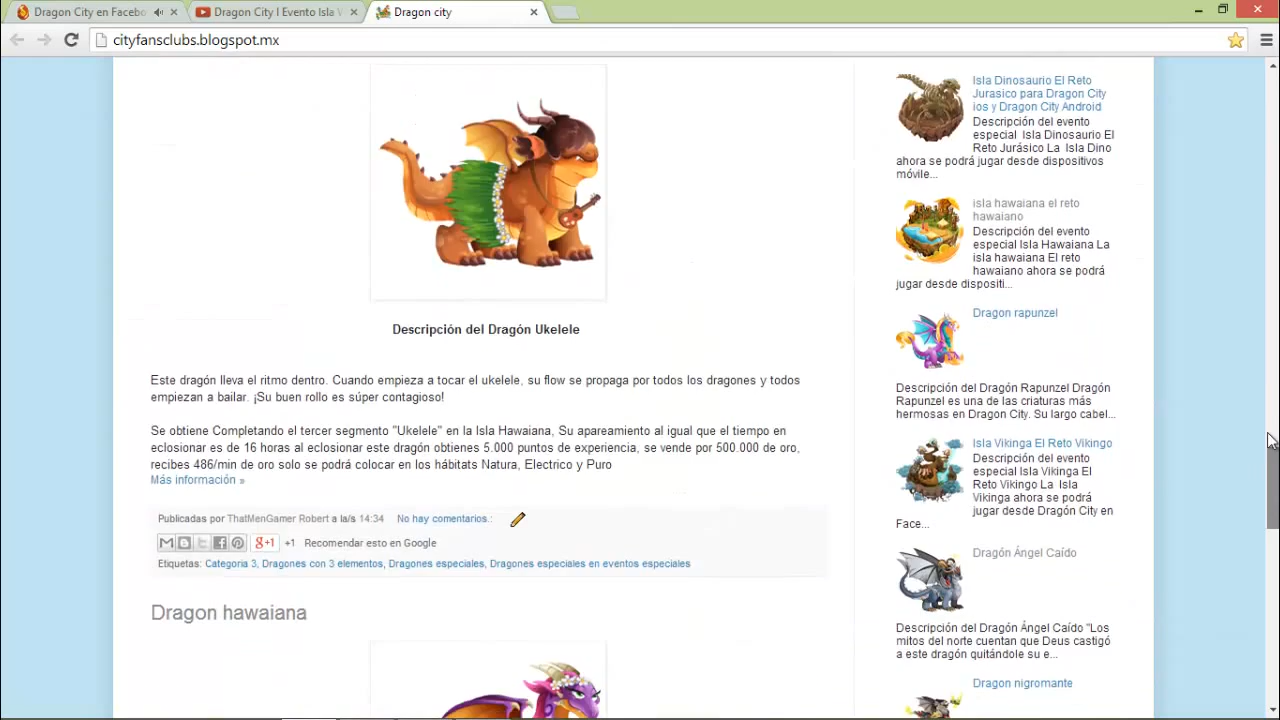 Dragon City en Facebo
Dragon City l Evento Isla
Dragon city
cityfansclubs.blogspot.mx
Descripción del Dragón Ukelele
Este dragón lleva el ritmo dentro. Cuando empieza a tocar el ukelele, su flow se propaga por todos los dragones y todos
empiezan a bailar. ¡Su buen rollo es súper contagioso!
Se obtiene Completando el tercer segmento "Ukelele" en la Isla Hawaiana, Su apareamiento al igual que el tiempo en
eclosionar es de 16 horas al eclosionar este dragón obtienes 5.000 puntos de experiencia, se vende por 500.000 de oro,
recibes 486/min de oro solo se podrá colocar en los hábitats Natura, Electrico y Puro
Más información »
Publicadas por ThatMenGamer Robert a la/s 14:34 No hay comentarios.:
g+1 +1 Recomendar esto en Google
Etiquetas: Categoria 3, Dragones con 3 elementos, Dragones especiales, Dragones especiales en eventos especiales
Dragon hawaiana
Isla Dinosaurio El Reto
Jurasico para Dragon City
ios y Dragon City Android
Descripción del evento
especial Isla Dinosaurio El
Reto Jurásico La Isla Dino
ahora se podrá jugar desde dispositivos
móvile...
isla hawaiana el reto
hawaiano
Descripción del evento
especial Isla Hawaiana La
isla hawaiana El reto
hawaiano ahora se podrá
jugar desde dispositi...
Dragon rapunzel
Descripción del Dragón Rapunzel Dragón
Rapunzel es una de las criaturas más
hermosas en Dragon City. Su largo cabel...
Isla Vikinga El Reto Vikingo
Descripción del evento
especial Isla Vikinga El
Reto Vikingo La Isla
Vikinga ahora se podrá
jugar desde Dragón City en
Face...
Dragón Ángel Caído
Descripción del Dragón Ángel Caído "Los
mitos del norte cuentan que Deus castigó
a este dragón quitándole su e...
Dragon nigromante